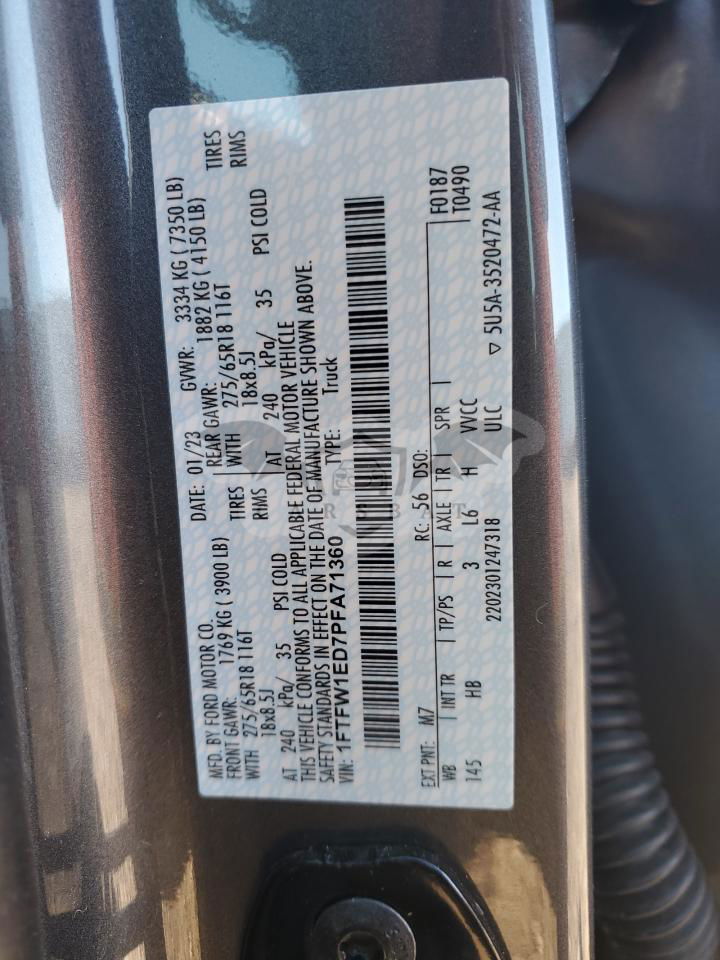 MFD. BY FORD MOTOR CO.
DATE: 01/23 GVWR: 3334 KG ( 7350 LB)
FRONT GAWR: 1769 KG ( 3900 LB) REAR GAWR: 1882 KG ( 4150 LB)
WITH 275/65R18 116T TIRES WITH 275/65R18 116T TIRES
18x8.5J RIMS 18x8.5J RIMS
AT 240 kPa/ 35 PSI COLD AT 240 kPa/ 35 PSI COLD
THIS VEHICLE CONFORMS TO ALL APPLICABLE FEDERAL MOTOR VEHICLE
SAFETY STANDARDS IN EFFECT ON THE DATE OF MANUFACTURE SHOWN ABOVE.
VIN: 1FTFW1ED7PFA71360 TYPE: Truck
EXT PNT: M7 RC: 56 DSO: F0187
WB INT TR TP/PS R AXLE TR SPR T0490
145 HB 3 L6 H WCC
2202301247318 ULC
▽ 5U5A-3520472-AA